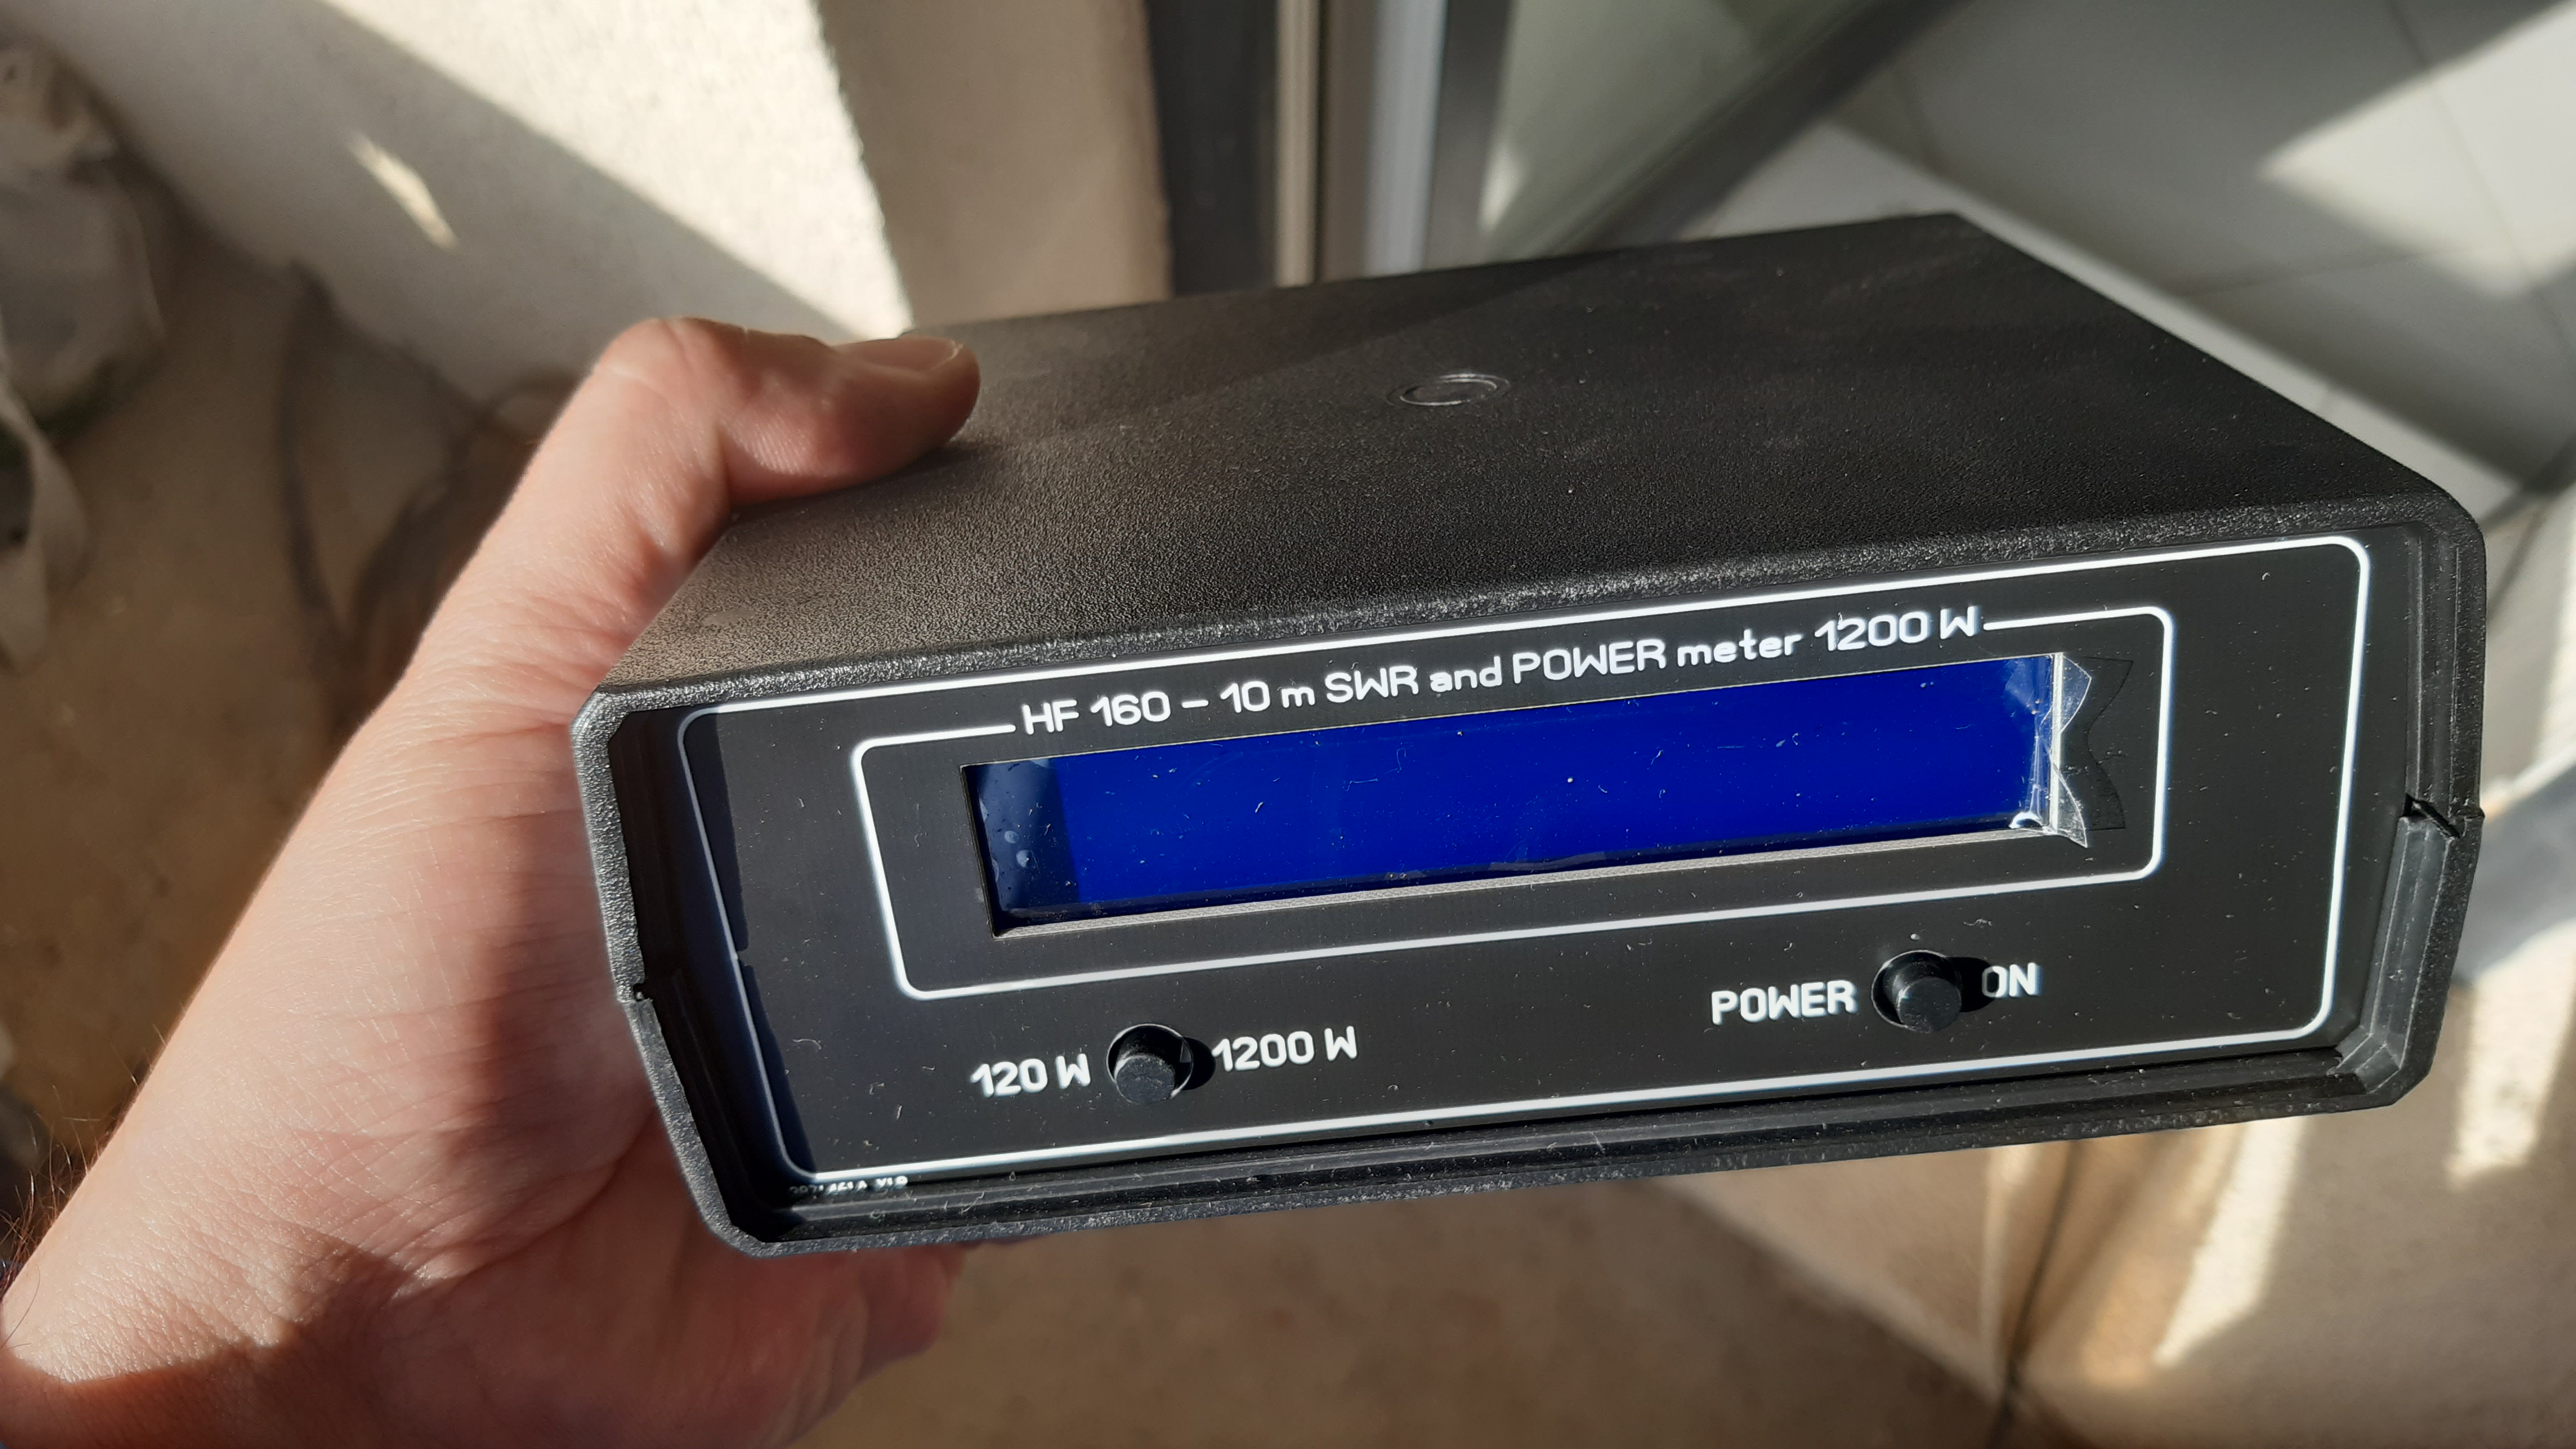 HF 160 - 10 m SWR and POWER meter 1200 W
POWER ON
120 W 1200 W